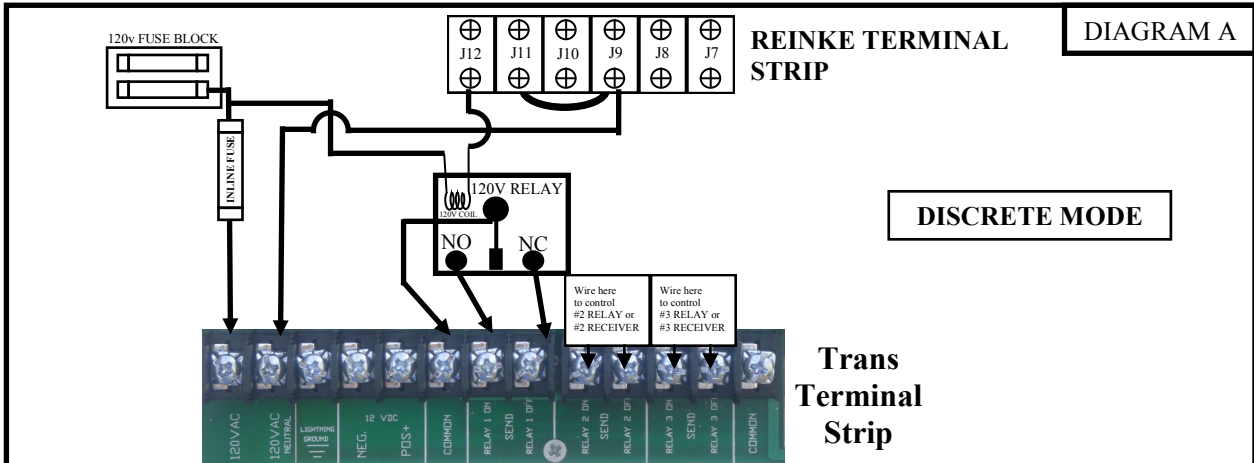 DIAGRAM A
120v FUSE BLOCK
J12 J11 J10 J9 J8 J7
REINKE TERMINAL
STRIP
INLINE FUSE
120V RELAY
120V COIL
NO NC
DISCRETE MODE
Wire here
to control
#2 RELAY or
#2 RECEIVER
Wire here
to control
#3 RELAY or
#3 RECEIVER
Trans
Terminal
Strip
120VAC
120VAC
NEUTRAL
LIGHTNING
GROUND
12 VDC
NEG.
POS+
COMMON
RELAY 1 ON
SEND
RELAY 1 OFF
RELAY 2 ON
SEND
RELAY 2 OFF
RELAY 3 ON
SEND
RELAY 3 OFF
COMMON